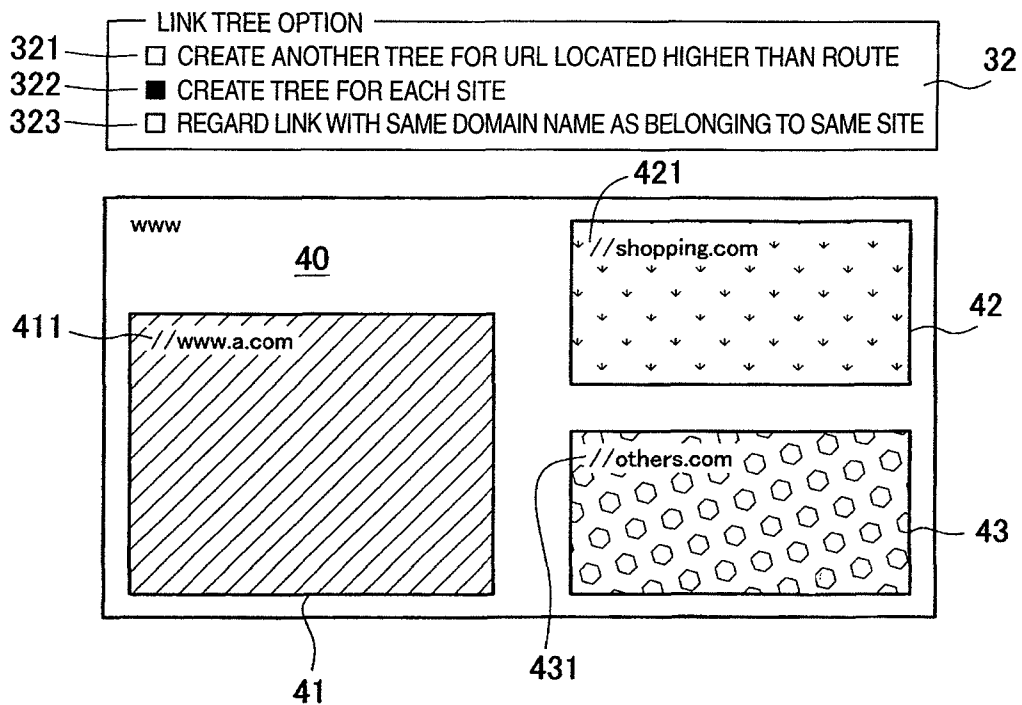 LINK TREE OPTION
321
CREATE ANOTHER TREE FOR URL LOCATED HIGHER THAN ROUTE
32
322
CREATE TREE FOR EACH SITE
323
REGARD LINK WITH SAME DOMAIN NAME AS BELONGING TO SAME SITE
421
www
//shopping.com
40
42
411
//www.a.com
//others.com
43
431
41